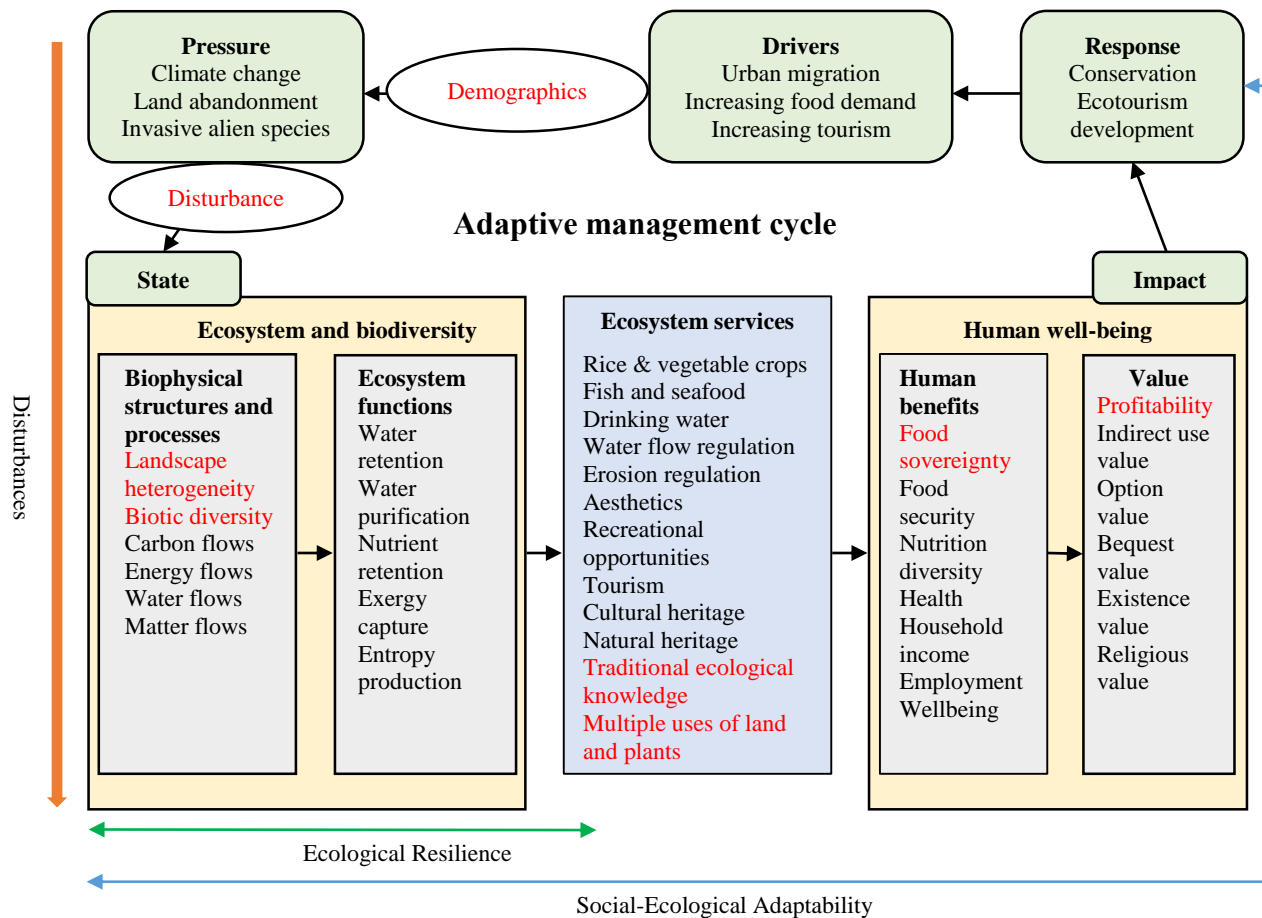 Pressure
Climate change
Land abandonment
Invasive alien species
Demographics
Drivers
Urban migration
Increasing food demand
Increasing tourism
Response
Conservation
Ecotourism
development
Disturbance
Adaptive management cycle
State
Impact
Disturbances
Ecosystem and biodiversity
Biophysical
structures and
processes
Landscape
heterogeneity
Biotic diversity
Carbon flows
Energy flows
Water flows
Matter flows
Ecosystem
functions
Water
retention
Water
purification
Nutrient
retention
Exergy
capture
Entropy
production
Ecosystem services
Rice & vegetable crops
Fish and seafood
Drinking water
Water flow regulation
Erosion regulation
Aesthetics
Recreational
opportunities
Tourism
Cultural heritage
Natural heritage
Traditional ecological
knowledge
Multiple uses of land
and plants
Human well-being
Human
benefits
Food
sovereignty
Food
security
Nutrition
diversity
Health
Household
income
Employment
Wellbeing
Value
Profitability
Indirect use
value
Option
value
Bequest
value
Existence
value
Religious
value
Ecological Resilience
Social-Ecological Adaptability